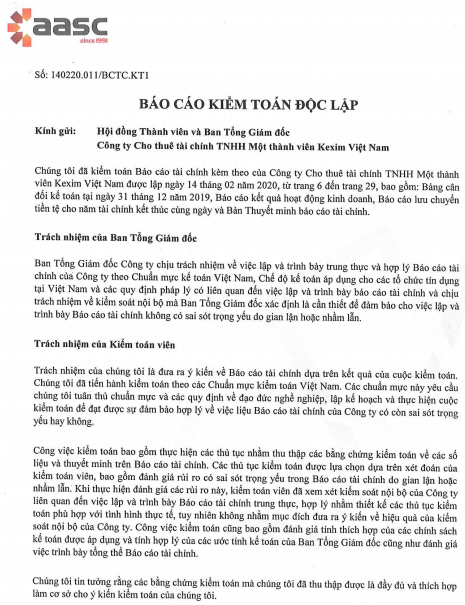 aasc
since 1991
Số: 140220.011/BCTC.KT1
BÁO CÁO KIỂM TOÁN ĐỘC LẬP
Kính gửi: Hội đồng Thành viên và Ban Tổng Giám đốc
Công ty Cho thuê tài chính TNHH Một thành viên Kexim Việt Nam
Chúng tôi đã kiểm toán Báo cáo tài chính kèm theo của Công ty Cho thuê tài chính TNHH Một thành
viên Kexim Việt Nam được lập ngày 14 tháng 02 năm 2020, từ trang 6 đến trang 29, bao gồm: Bảng cân
đối kế toán tại ngày 31 tháng 12 năm 2019, Báo cáo kết quả hoạt động kinh doanh, Báo cáo lưu chuyển
tiền tệ cho năm tài chính kết thúc cùng ngày và Bản Thuyết minh báo cáo tài chính.
Trách nhiệm của Ban Tổng Giám đốc
Ban Tổng Giám đốc Công ty chịu trách nhiệm về việc lập và trình bày trung thực và hợp lý Báo cáo tài
chính của Công ty theo Chuẩn mực kế toán Việt Nam, Chế độ kế toán áp dụng cho các tổ chức tín dụng
tại Việt Nam và các quy định pháp lý có liên quan đến việc lập và trình bày báo cáo tài chính và chịu
trách nhiệm về kiểm soát nội bộ mà Ban Tổng Giám đốc xác định là cần thiết để đảm bảo cho việc lập và
trình bày Báo cáo tài chính không có sai sót trọng yếu do gian lận hoặc nhầm lẫn.
Trách nhiệm của Kiểm toán viên
Trách nhiệm của chúng tôi là đưa ra ý kiến về Báo cáo tài chính dựa trên kết quả của cuộc kiểm toán.
Chúng tôi đã tiến hành kiểm toán theo các Chuẩn mực kiểm toán Việt Nam. Các chuẩn mực này yêu cầu
chúng tôi tuân thủ chuẩn mực và các quy định về đạo đức nghề nghiệp, lập kế hoạch và thực hiện cuộc
kiểm toán để đạt được sự đảm bảo hợp lý về việc liệu Báo cáo tài chính của Công ty có còn sai sót trọng
yếu hay không.
Công việc kiểm toán bao gồm thực hiện các thủ tục nhằm thu thập các bằng chứng kiểm toán về các số
liệu và thuyết minh trên Báo cáo tài chính. Các thủ tục kiểm toán được lựa chọn dựa trên xét đoán của
kiểm toán viên, bao gồm đánh giá rủi ro có sai sót trọng yếu trong Báo cáo tài chính do gian lận hoặc
nhầm lẫn. Khi thực hiện đánh giá các rủi ro này, kiểm toán viên đã xem xét kiểm soát nội bộ của Công ty
liên quan đến việc lập và trình bày Báo cáo tài chính trung thực, hợp lý nhằm thiết kế các thủ tục kiểm
toán phù hợp với tình hình thực tế, tuy nhiên không nhằm mục đích đưa ra ý kiến về hiệu quả của kiểm
soát nội bộ của Công ty. Công việc kiểm toán cũng bao gồm đánh giá tính thích hợp của các chính sách
kế toán được áp dụng và tính hợp lý của các ước tính kế toán của Ban Tổng Giám đốc cũng như đánh giá
việc trình bày tổng thể Báo cáo tài chính.
Chúng tôi tin tưởng rằng các bằng chứng kiểm toán mà chúng tôi đã thu thập được là đầy đủ và thích hợp
làm cơ sở cho ý kiến kiểm toán của chúng tôi.